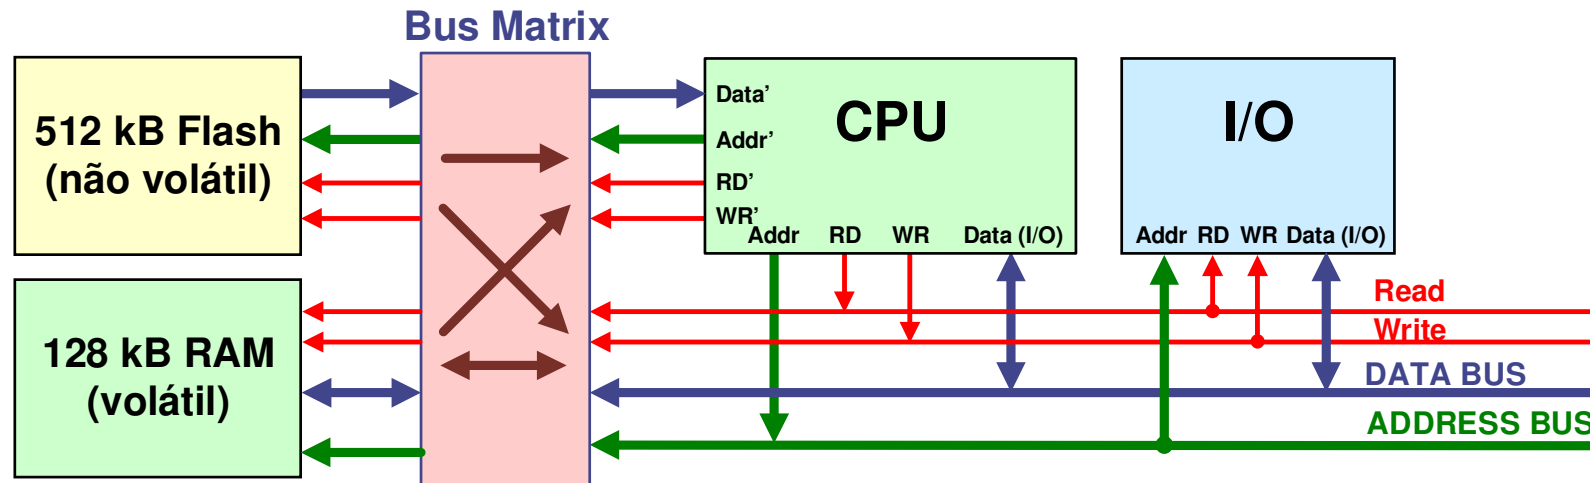 Bus Matrix
512 kB Flash
(não volátil)
Data’
Addr’
RD’
WR’
CPU
Addr RD WR Data (I/O)
I/O
Addr RD WR Data (I/O)
128 kB RAM
(volátil)
Read
Write
DATA BUS
ADDRESS BUS